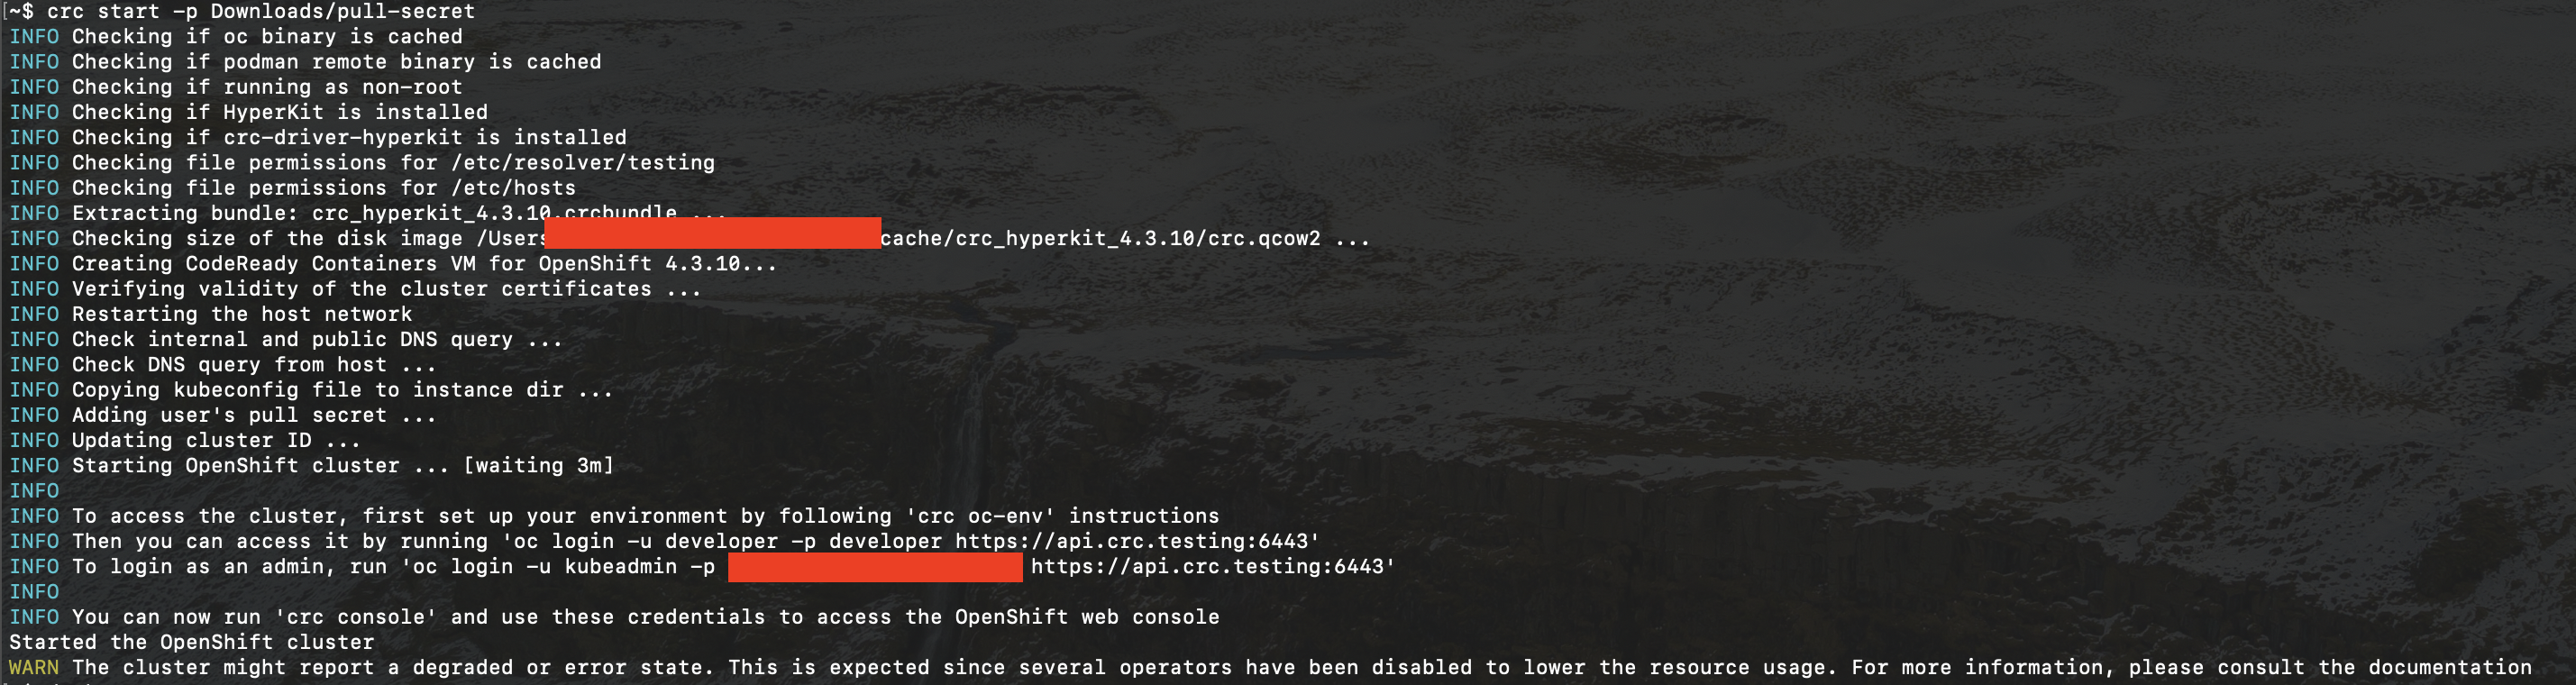 [~$ crc start -p Downloads/pull-secret
INFO Checking if oc binary is cached
INFO Checking if podman remote binary is cached
INFO Checking if running as non-root
INFO Checking if HyperKit is installed
INFO Checking if crc-driver-hyperkit is installed
INFO Checking file permissions for /etc/resolver/testing
INFO Checking file permissions for /etc/hosts
INFO Extracting bundle: crc_hyperkit_4.3.10.crcbundle ...
INFO Checking size of the disk image /Users cache/crc_hyperkit_4.3.10/crc.qcow2 ...
INFO Creating CodeReady Containers VM for OpenShift 4.3.10...
INFO Verifying validity of the cluster certificates ...
INFO Restarting the host network
INFO Check internal and public DNS query ...
INFO Check DNS query from host ...
INFO Copying kubeconfig file to instance dir ...
INFO Adding user's pull secret ...
INFO Updating cluster ID ...
INFO Starting OpenShift cluster ... [waiting 3m]
INFO
INFO To access the cluster, first set up your environment by following 'crc oc-env' instructions
INFO Then you can access it by running 'oc login -u developer -p developer https://api.crc.testing:6443'
INFO To login as an admin, run 'oc login -u kubeadmin -p https://api.crc.testing:6443'
INFO
INFO You can now run 'crc console' and use these credentials to access the OpenShift web console
Started the OpenShift cluster
WARN The cluster might report a degraded or error state. This is expected since several operators have been disabled to lower the resource usage. For more information, please consult the documentation